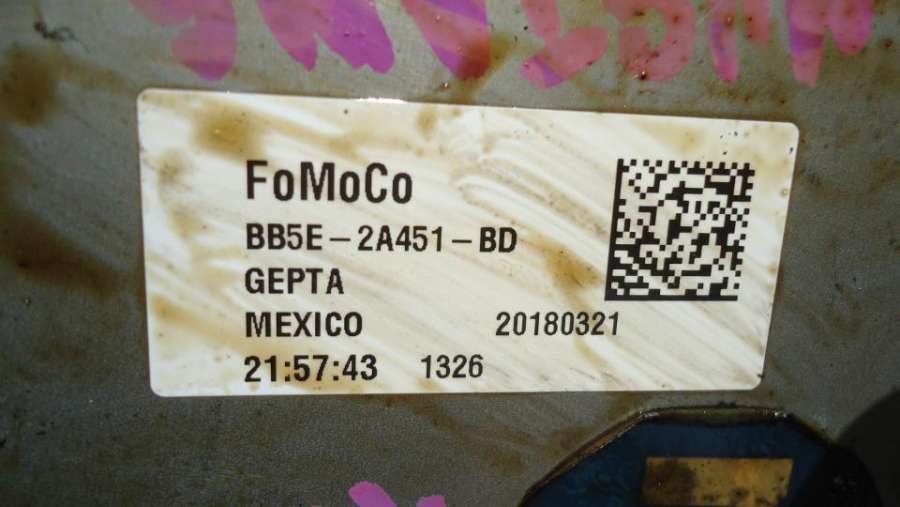 FoMoCo
BB5E-2A451-BD
GEPTA
MEXICO 20180321
21:57:43 1326